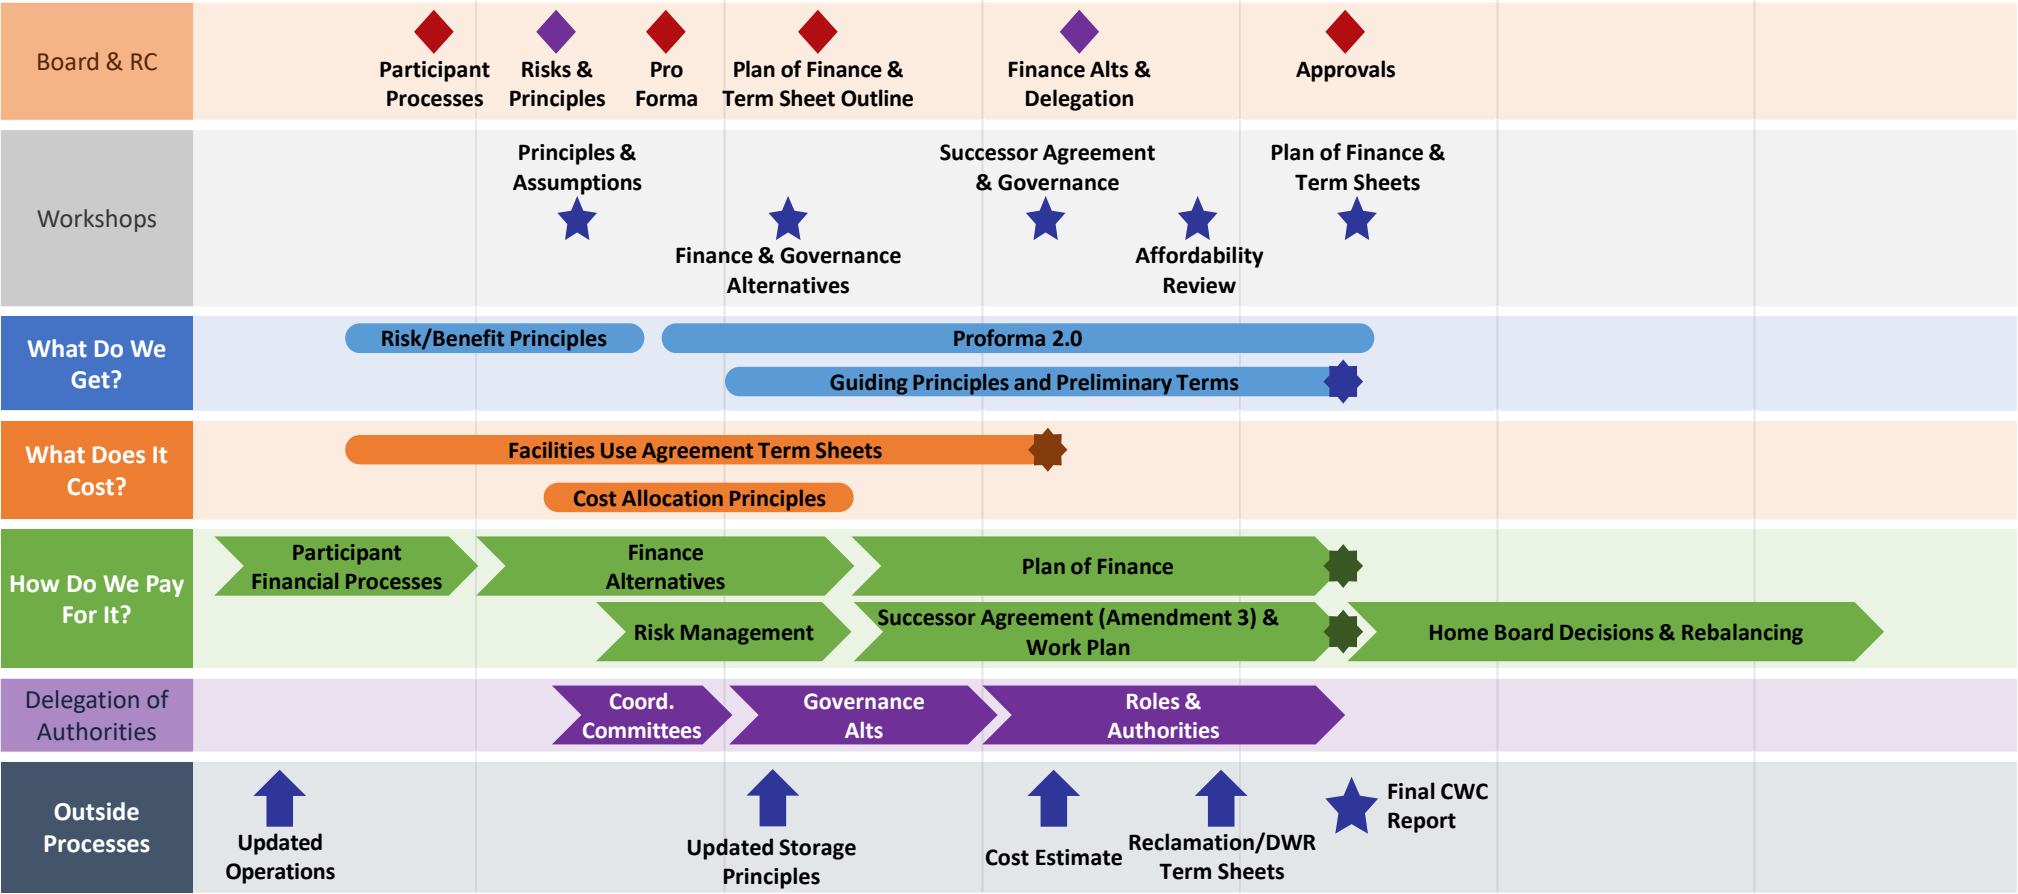 Board & RC
Participant
Processes
Risks &
Principles
Pro
Forma
Plan of Finance &
Term Sheet Outline
Finance Alts &
Delegation
Approvals
Workshops
Principles &
Assumptions
Finance & Governance
Alternatives
Successor Agreement
& Governance
Affordability
Review
Plan of Finance &
Term Sheets
What Do We
Get?
Risk/Benefit Principles
Proforma 2.0
Guiding Principles and Preliminary Terms
What Does It
Cost?
Facilities Use Agreement Term Sheets
Cost Allocation Principles
How Do We Pay
For It?
Participant
Financial Processes
Finance
Alternatives
Plan of Finance
Risk Management
Successor Agreement (Amendment 3) &
Work Plan
Home Board Decisions & Rebalancing
Delegation of
Authorities
Coord.
Committees
Governance
Alts
Roles &
Authorities
Outside
Processes
Updated
Operations
Updated Storage
Principles
Cost Estimate
Reclamation/DWR
Term Sheets
Final CWC
Report